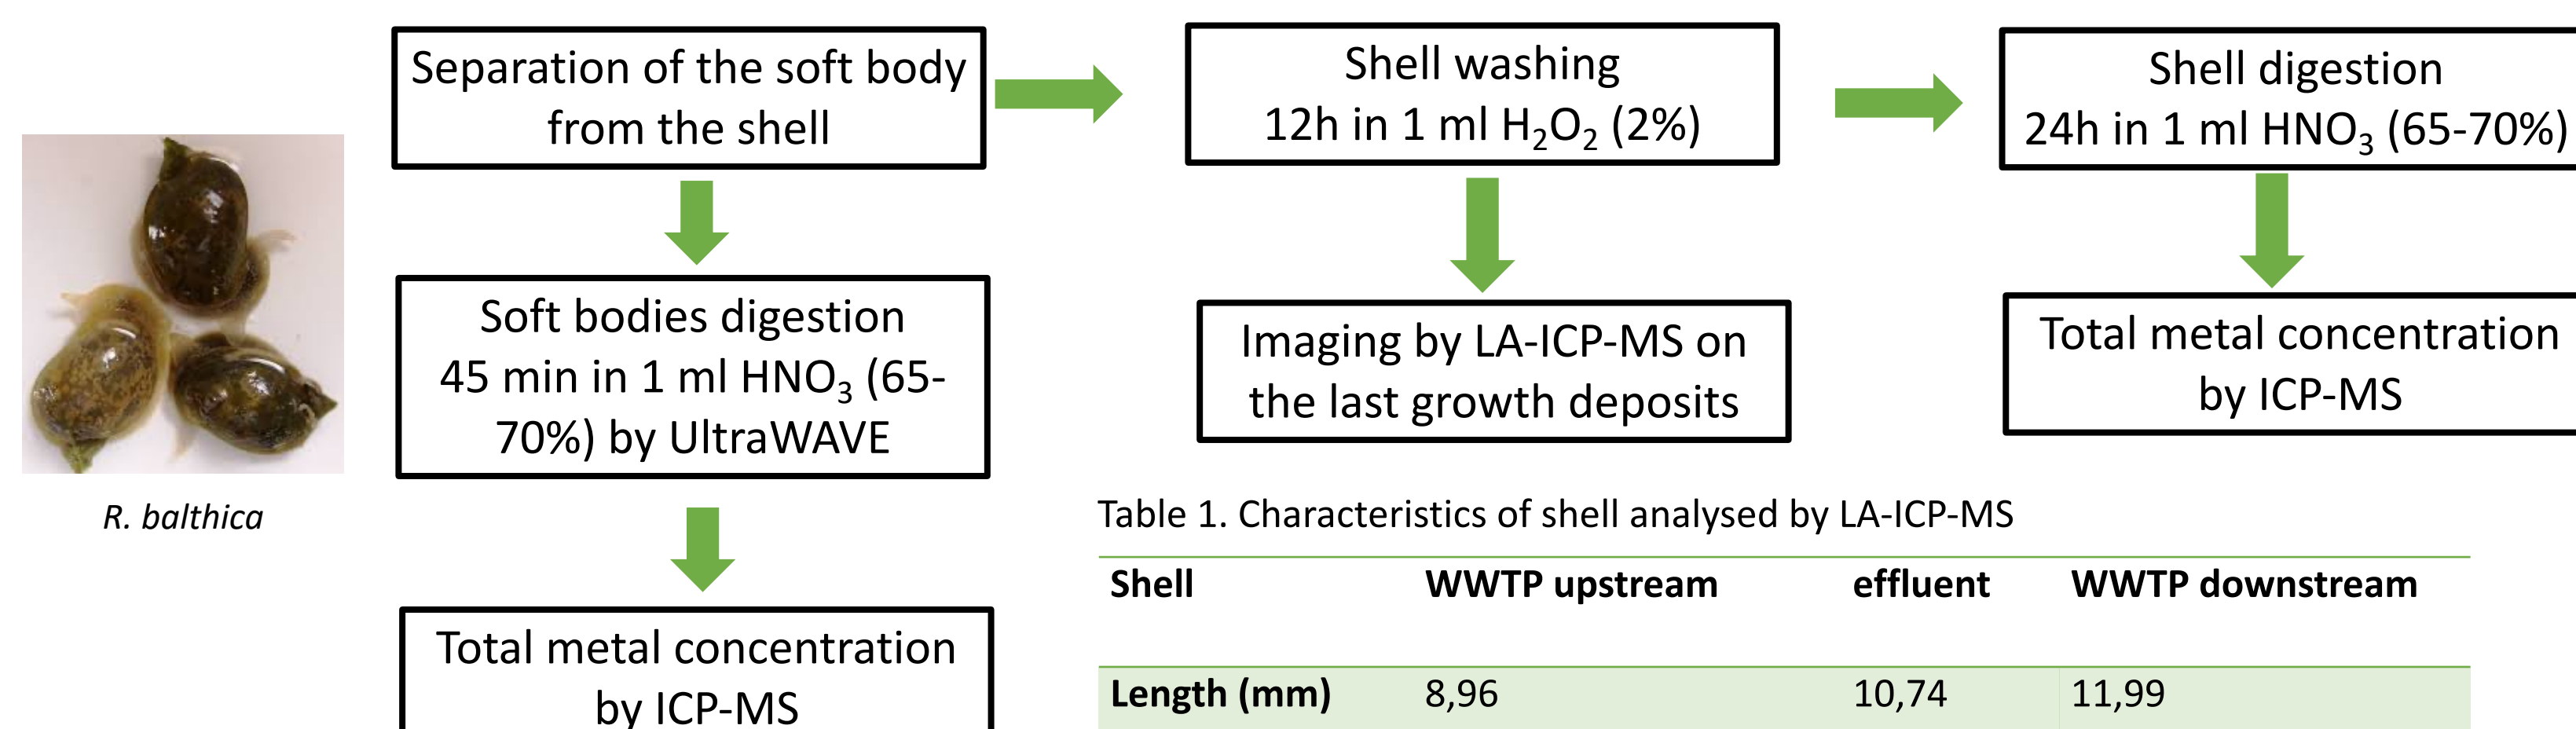 Separation of the soft body
from the shell
Shell washing
12h in 1 ml H₂O₂ (2%)
Shell digestion
24h in 1 ml HNO₃ (65-70%)
Soft bodies digestion
45 min in 1 ml HNO₃ (65-
70%) by UltraWAVE
Imaging by LA-ICP-MS on
the last growth deposits
Total metal concentration
by ICP-MS
R. balthica
Total metal concentration
by ICP-MS
Table 1. Characteristics of shell analysed by LA-ICP-MS
Shell WWTP upstream effluent WWTP downstream
Length (mm) 8,96 10,74 11,99